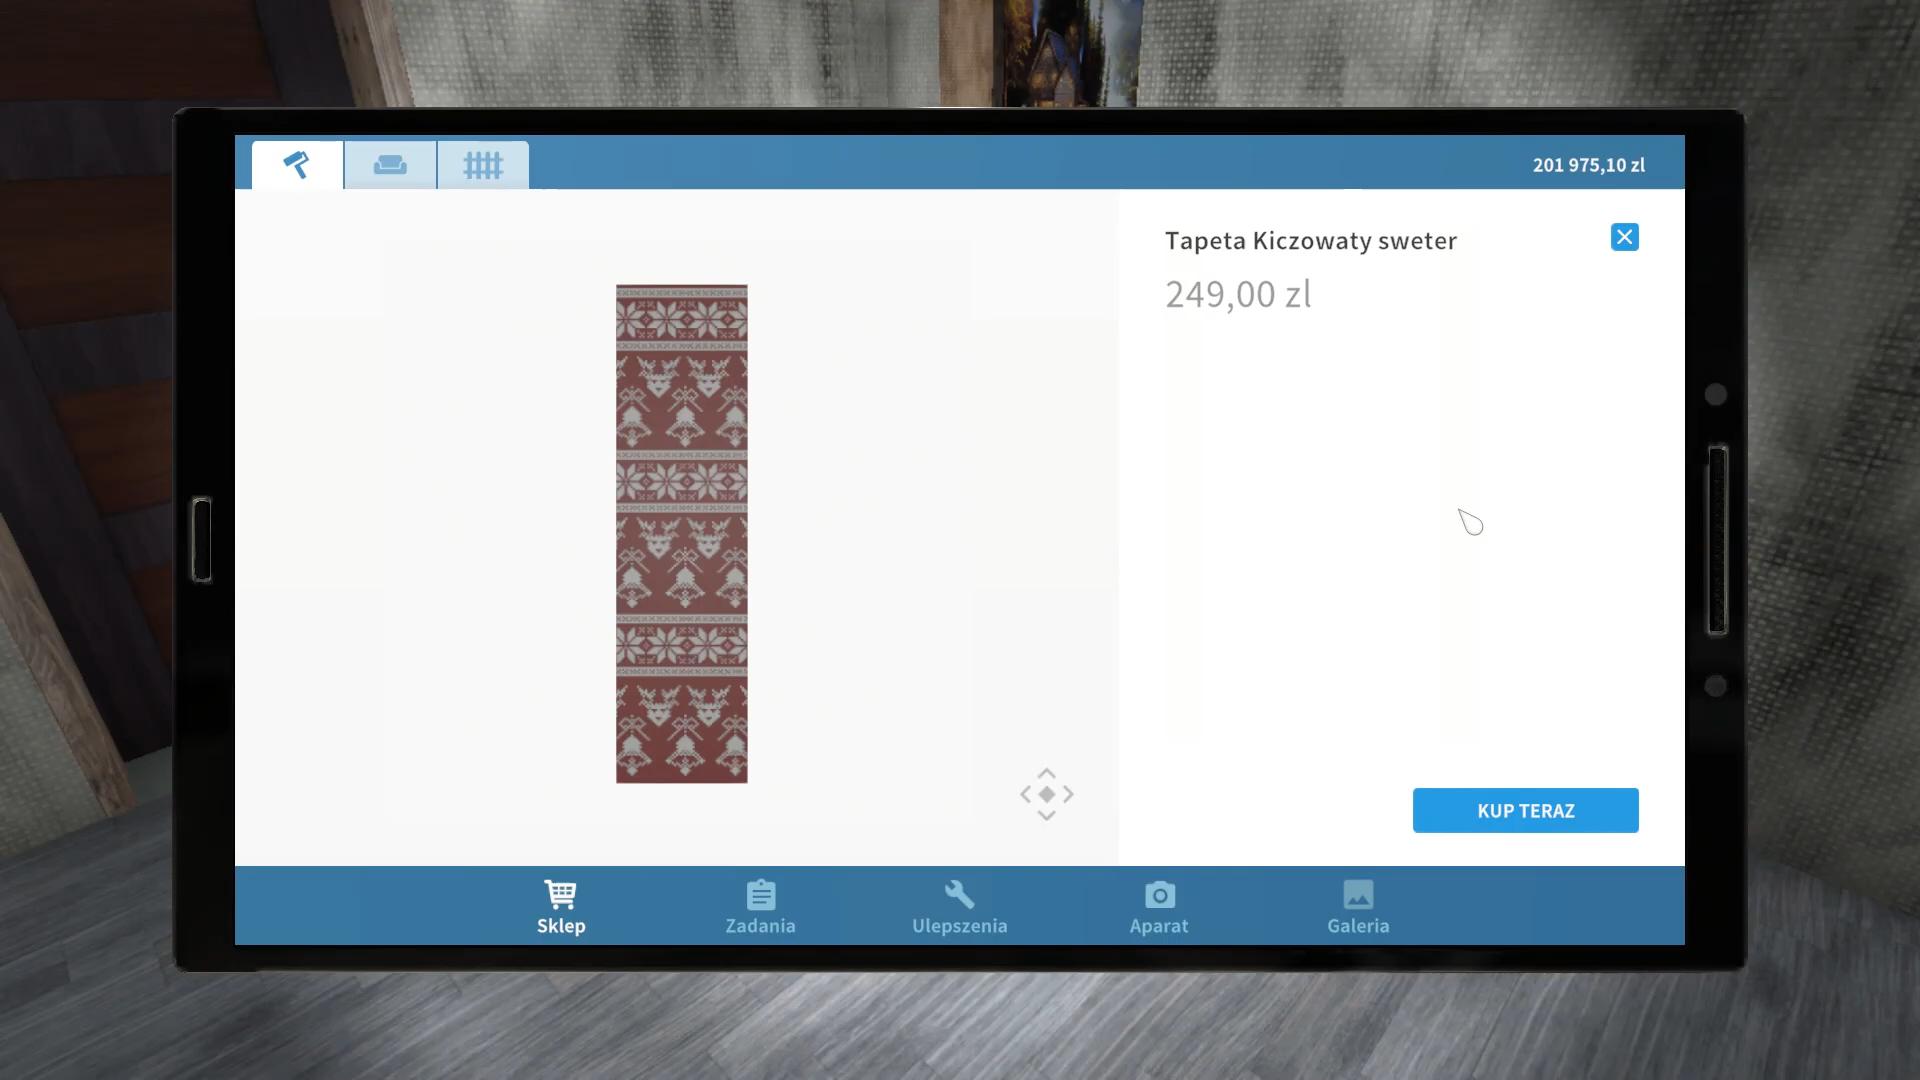 201 975,10 zl
Tapeta Kiczowaty sweter
249,00 zl
KUP TERAZ
Sklep
Zadania
Ulepszenia
Aparat
Galeria